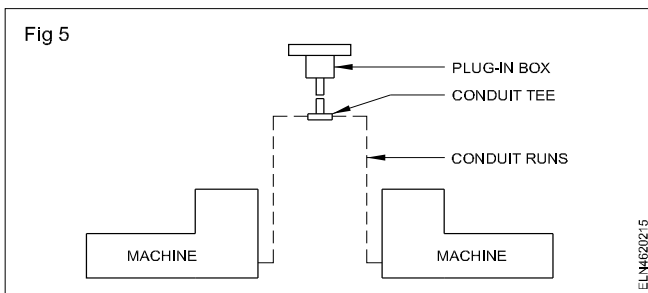 Fig 5
PLUG-IN BOX
CONDUIT TEE
CONDUIT RUNS
MACHINE
MACHINE
ELN4620215